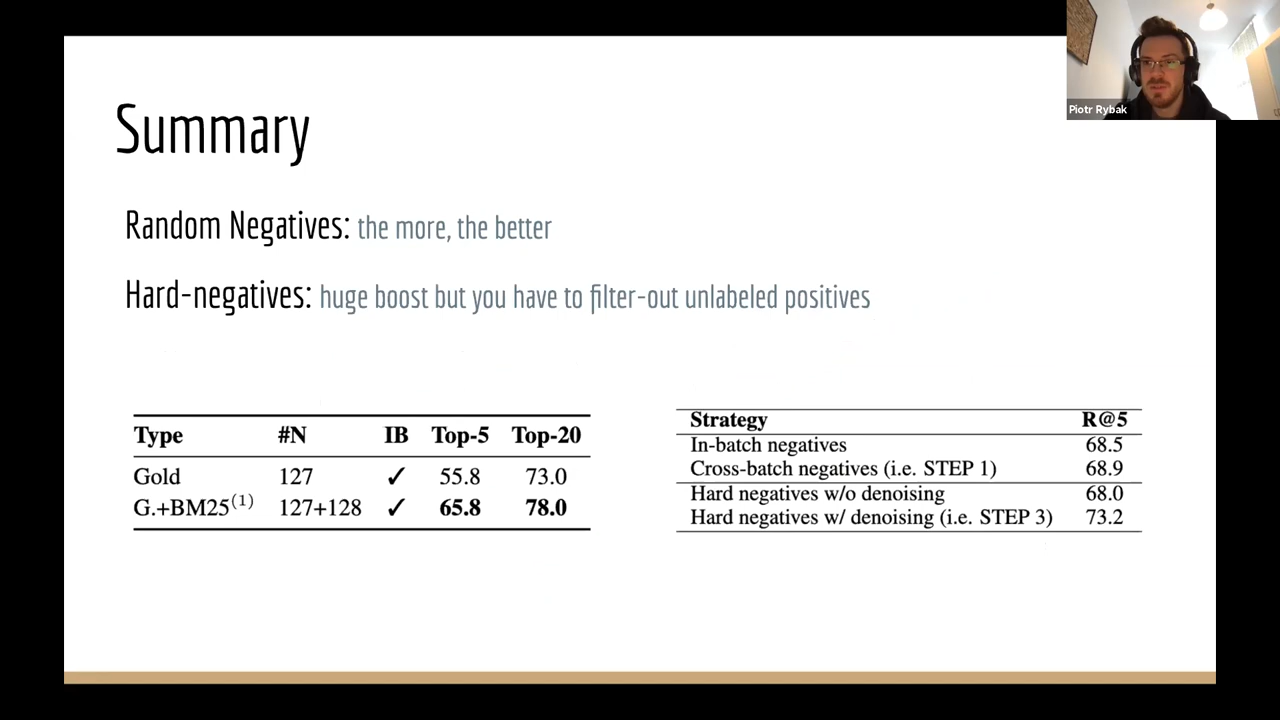 Piotr Rybak
Summary
Random Negatives: the more, the better
Hard-negatives: huge boost but you have to filter-out unlabeled positives
Type #N IB Top-5 Top-20
Gold 127 ✓ 55.8 73.0
G.+BM25(1) 127+128 ✓ 65.8 78.0
Strategy R@5
In-batch negatives 68.5
Cross-batch negatives (i.e. STEP 1) 68.9
Hard negatives w/o denoising 68.0
Hard negatives w/ denoising (i.e. STEP 3) 73.2